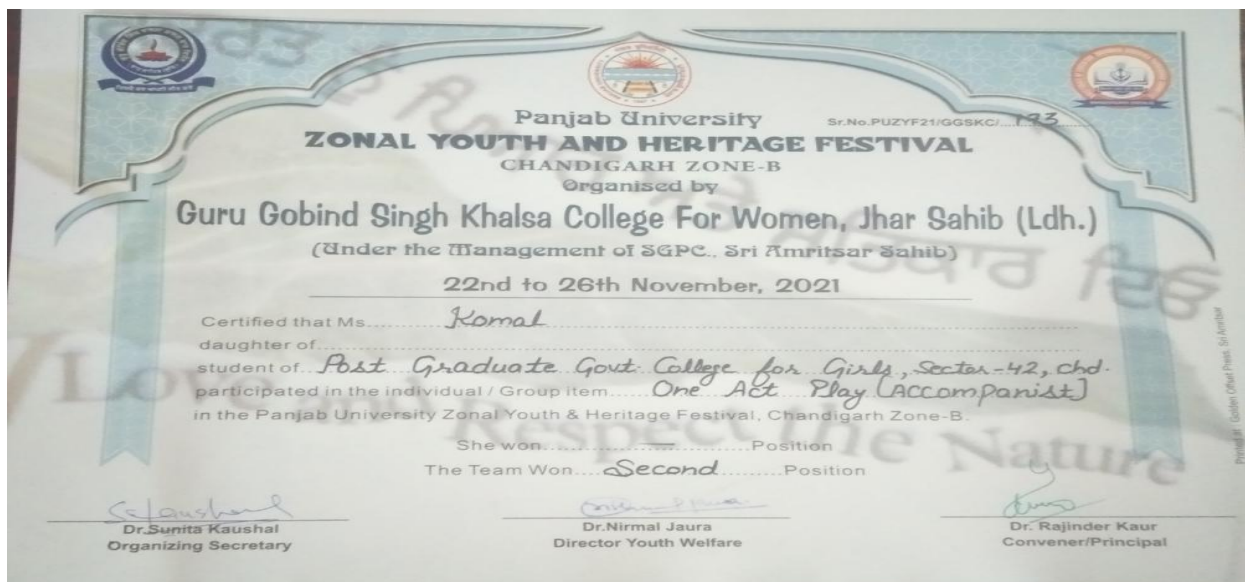 Panjab University
Sr.No.PUZYF21/GGSKC/....193
ZONAL YOUTH AND HERITAGE FESTIVAL
CHANDIGARH ZONE-B
Organised by
Guru Gobind Singh Khalsa College For Women, Jhar Sahib (Ldh.)
(Under the Management of SGPC., Sri Amritsar Sahib)
22nd to 26th November, 2021
Certified that Ms. Komal
daughter of
student of Post Graduate Govt. College for Girls, Sector-42, chd.
participated in the individual / Group item One Act Play (Accompanist)
in the Panjab University Zonal Youth & Heritage Festival, Chandigarh Zone-B.
She won — Position
The Team Won Second Position
Love and Respect the Nature
Dr.Sunita Kaushal
Organizing Secretary
Dr.Nirmal Jaura
Director Youth Welfare
Dr. Rajinder Kaur
Convener/Principal